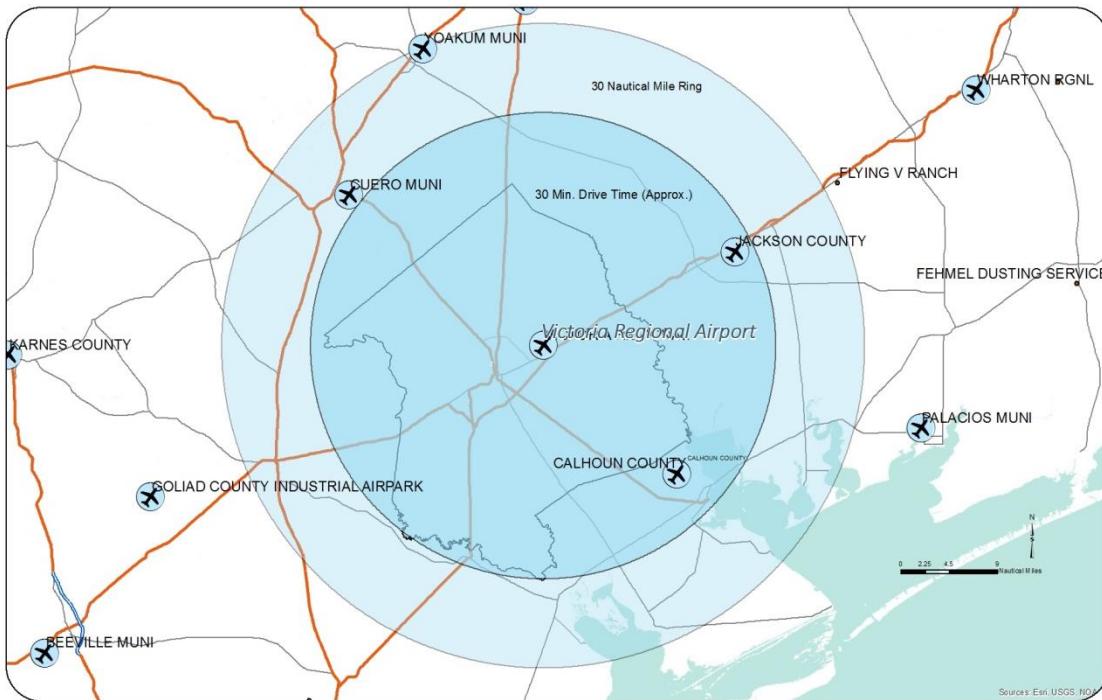 YOAKUM MUNI
30 Nautical Mile Ring
WHARTON RGNL
FLYING V RANCH
CUERO MUNI
30 Min. Drive Time (Approx.)
JACKSON COUNTY
FEHMEL DUSTING SERVICE
Victoria Regional Airport
KARNES COUNTY
PALACIOS MUNI
CALHOUN COUNTY
CALHOUN COUNTY
GOLIAD COUNTY INDUSTRIAL AIRPARK
N
0 2.25 4.5 9
Nautical Miles
BEEVILLE MUNI
Sources: Esri, USGS, NOA